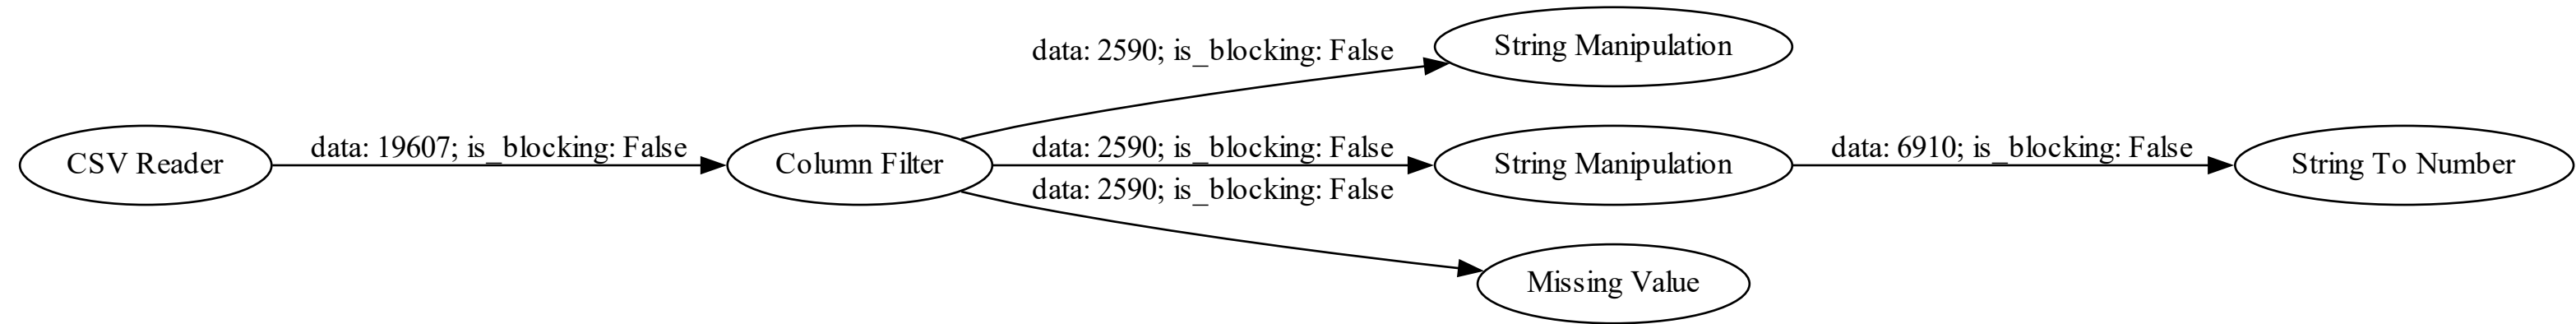 CSV Reader
data: 19607; is_blocking: False
Column Filter
data: 2590; is_blocking: False
String Manipulation
data: 2590; is_blocking: False
String Manipulation
data: 6910; is_blocking: False
String To Number
data: 2590; is_blocking: False
Missing Value